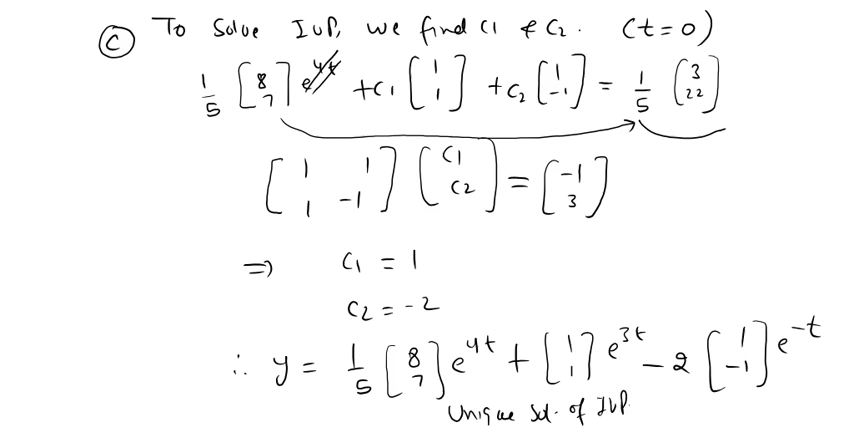 (c) To solve IVP, we find c1 & c2. (t=0)
1/5 [8 7] e^4t + c1 [1 1] + c2 [1 -1] = 1/5 [3 22]
[1 1 1 -1] [c1 c2] = [-1 3]
⇒ c1 = 1
c2 = -2
∴ y = 1/5 [8 7] e^4t + [1 1] e^3t - 2 [1 -1] e^-t
Unique sol. of IVP.